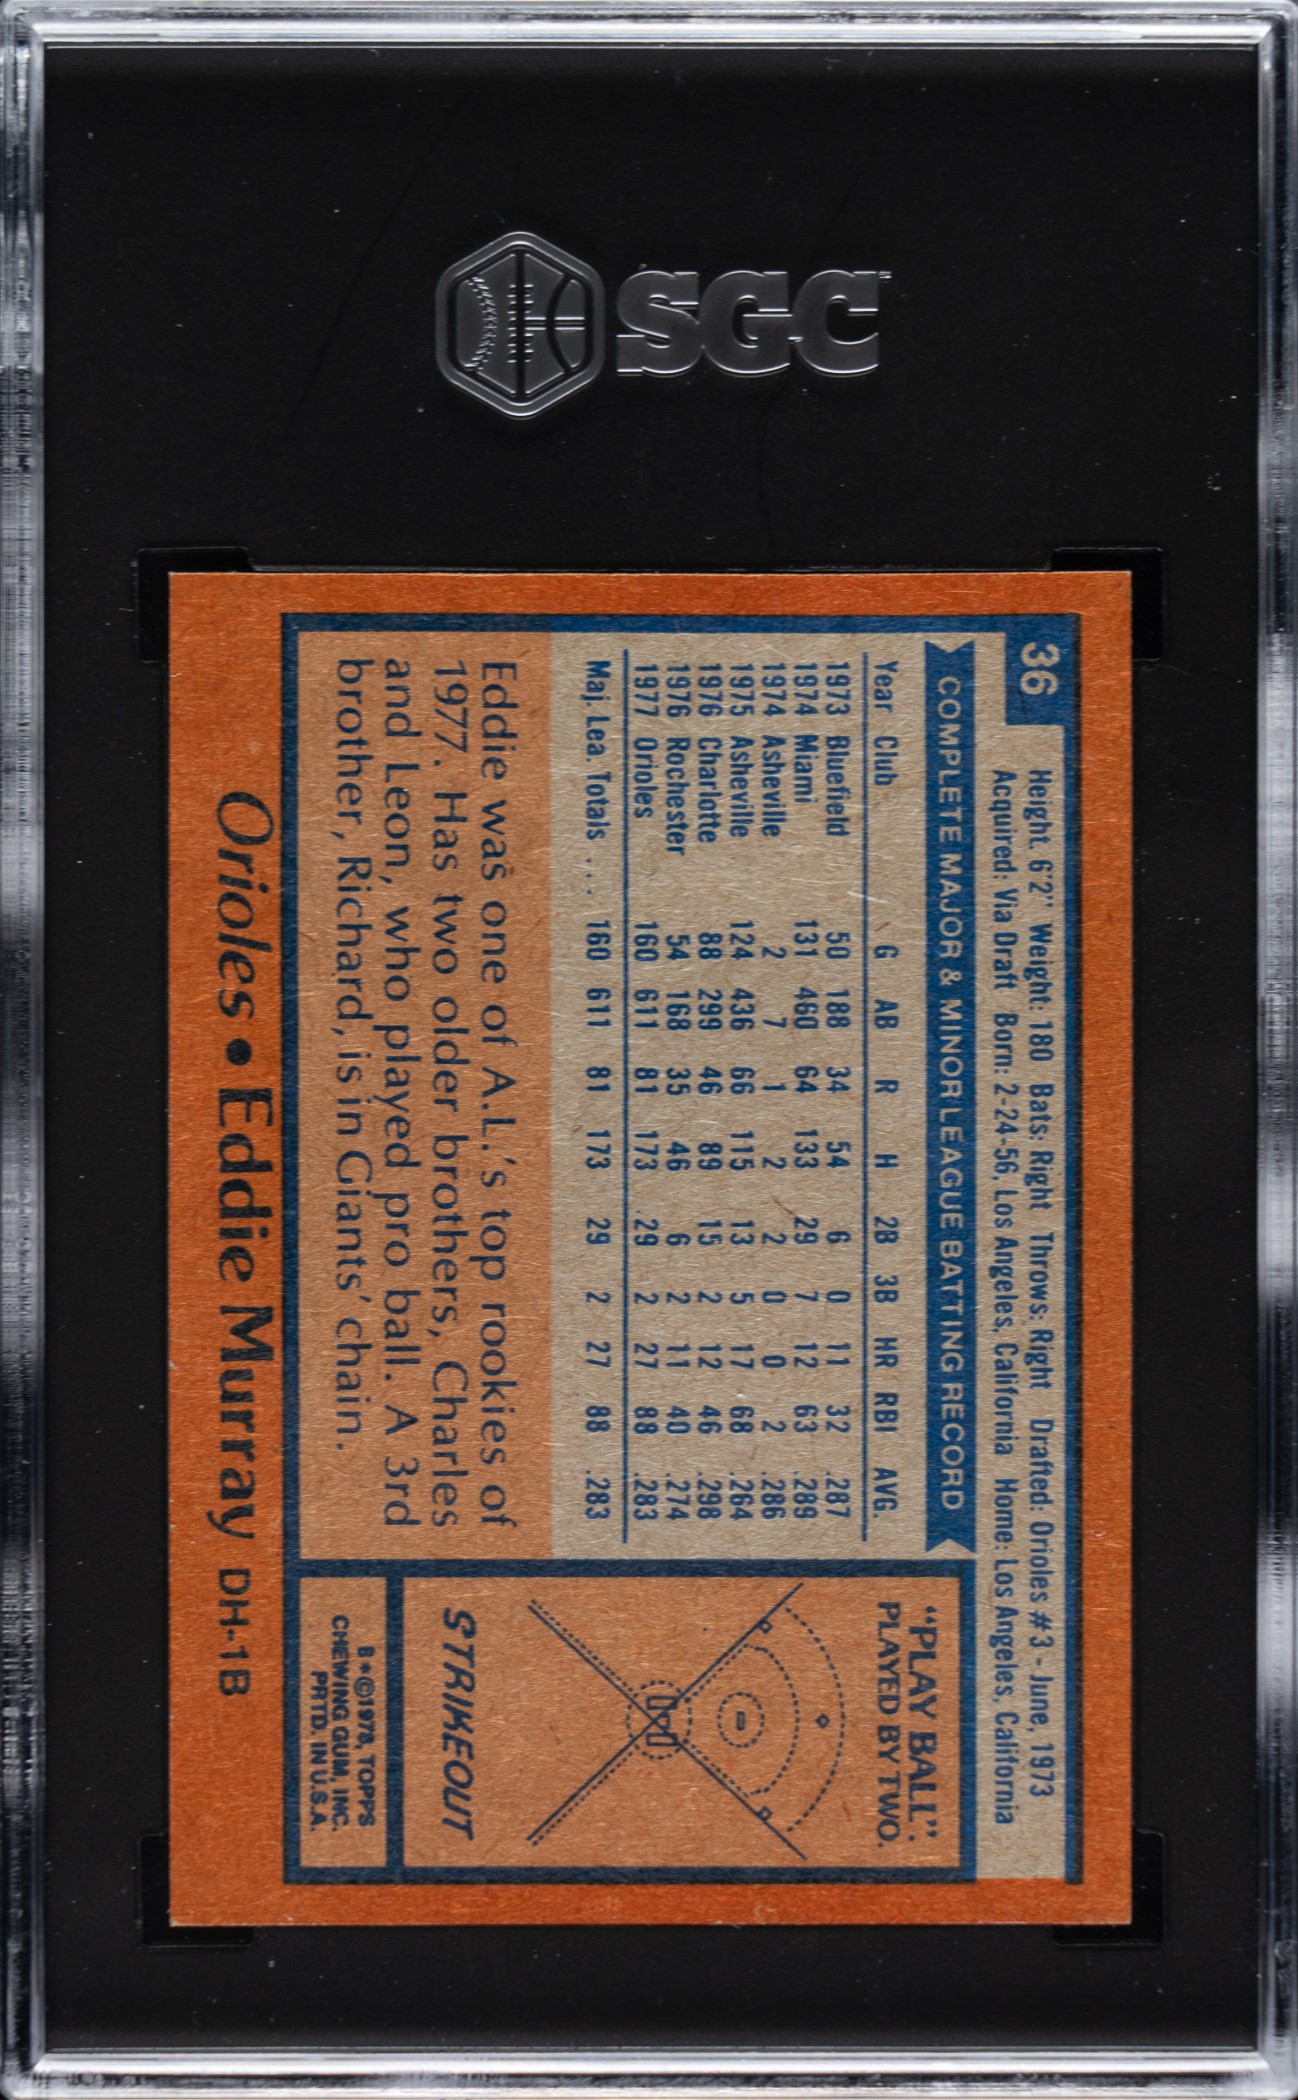 SGC
36
Height. 6'2" Weight: 180 Bats: Right Throws: Right Drafted: Orioles #3 - June, 1973
Acquired: Via Draft Born: 2-24-56, Los Angeles, California Home: Los Angeles, California
COMPLETE MAJOR & MINOR LEAGUE BATTING RECORD
Year Club G AB R H 2B 3B HR RBI AVG.
1973 Bluefield 50 188 34 54 6 0 11 32 .287
1974 Miami 131 460 64 133 29 7 12 63 .289
1974 Asheville 2 7 1 2 2 0 0 2 .286
1975 Asheville 124 436 66 115 13 5 17 68 .264
1976 Charlotte 88 299 46 89 15 2 12 46 .298
1976 Rochester 54 168 35 46 6 2 11 40 .274
1977 Orioles 160 611 81 173 29 2 27 88 .283
Maj. Lea. Totals ... 160 611 81 173 29 2 27 88 .283
Eddie was one of A.L.'s top rookies of
1977. Has two older brothers, Charles
and Leon, who played pro ball. A 3rd
brother, Richard, is in Giants' chain.
"PLAY BALL":
PLAYED BY TWO.
STRIKEOUT
B*©1978, TOPPS
CHEWING GUM, INC.
PRTD. IN U.S.A.
Orioles • Eddie Murray DH-1B